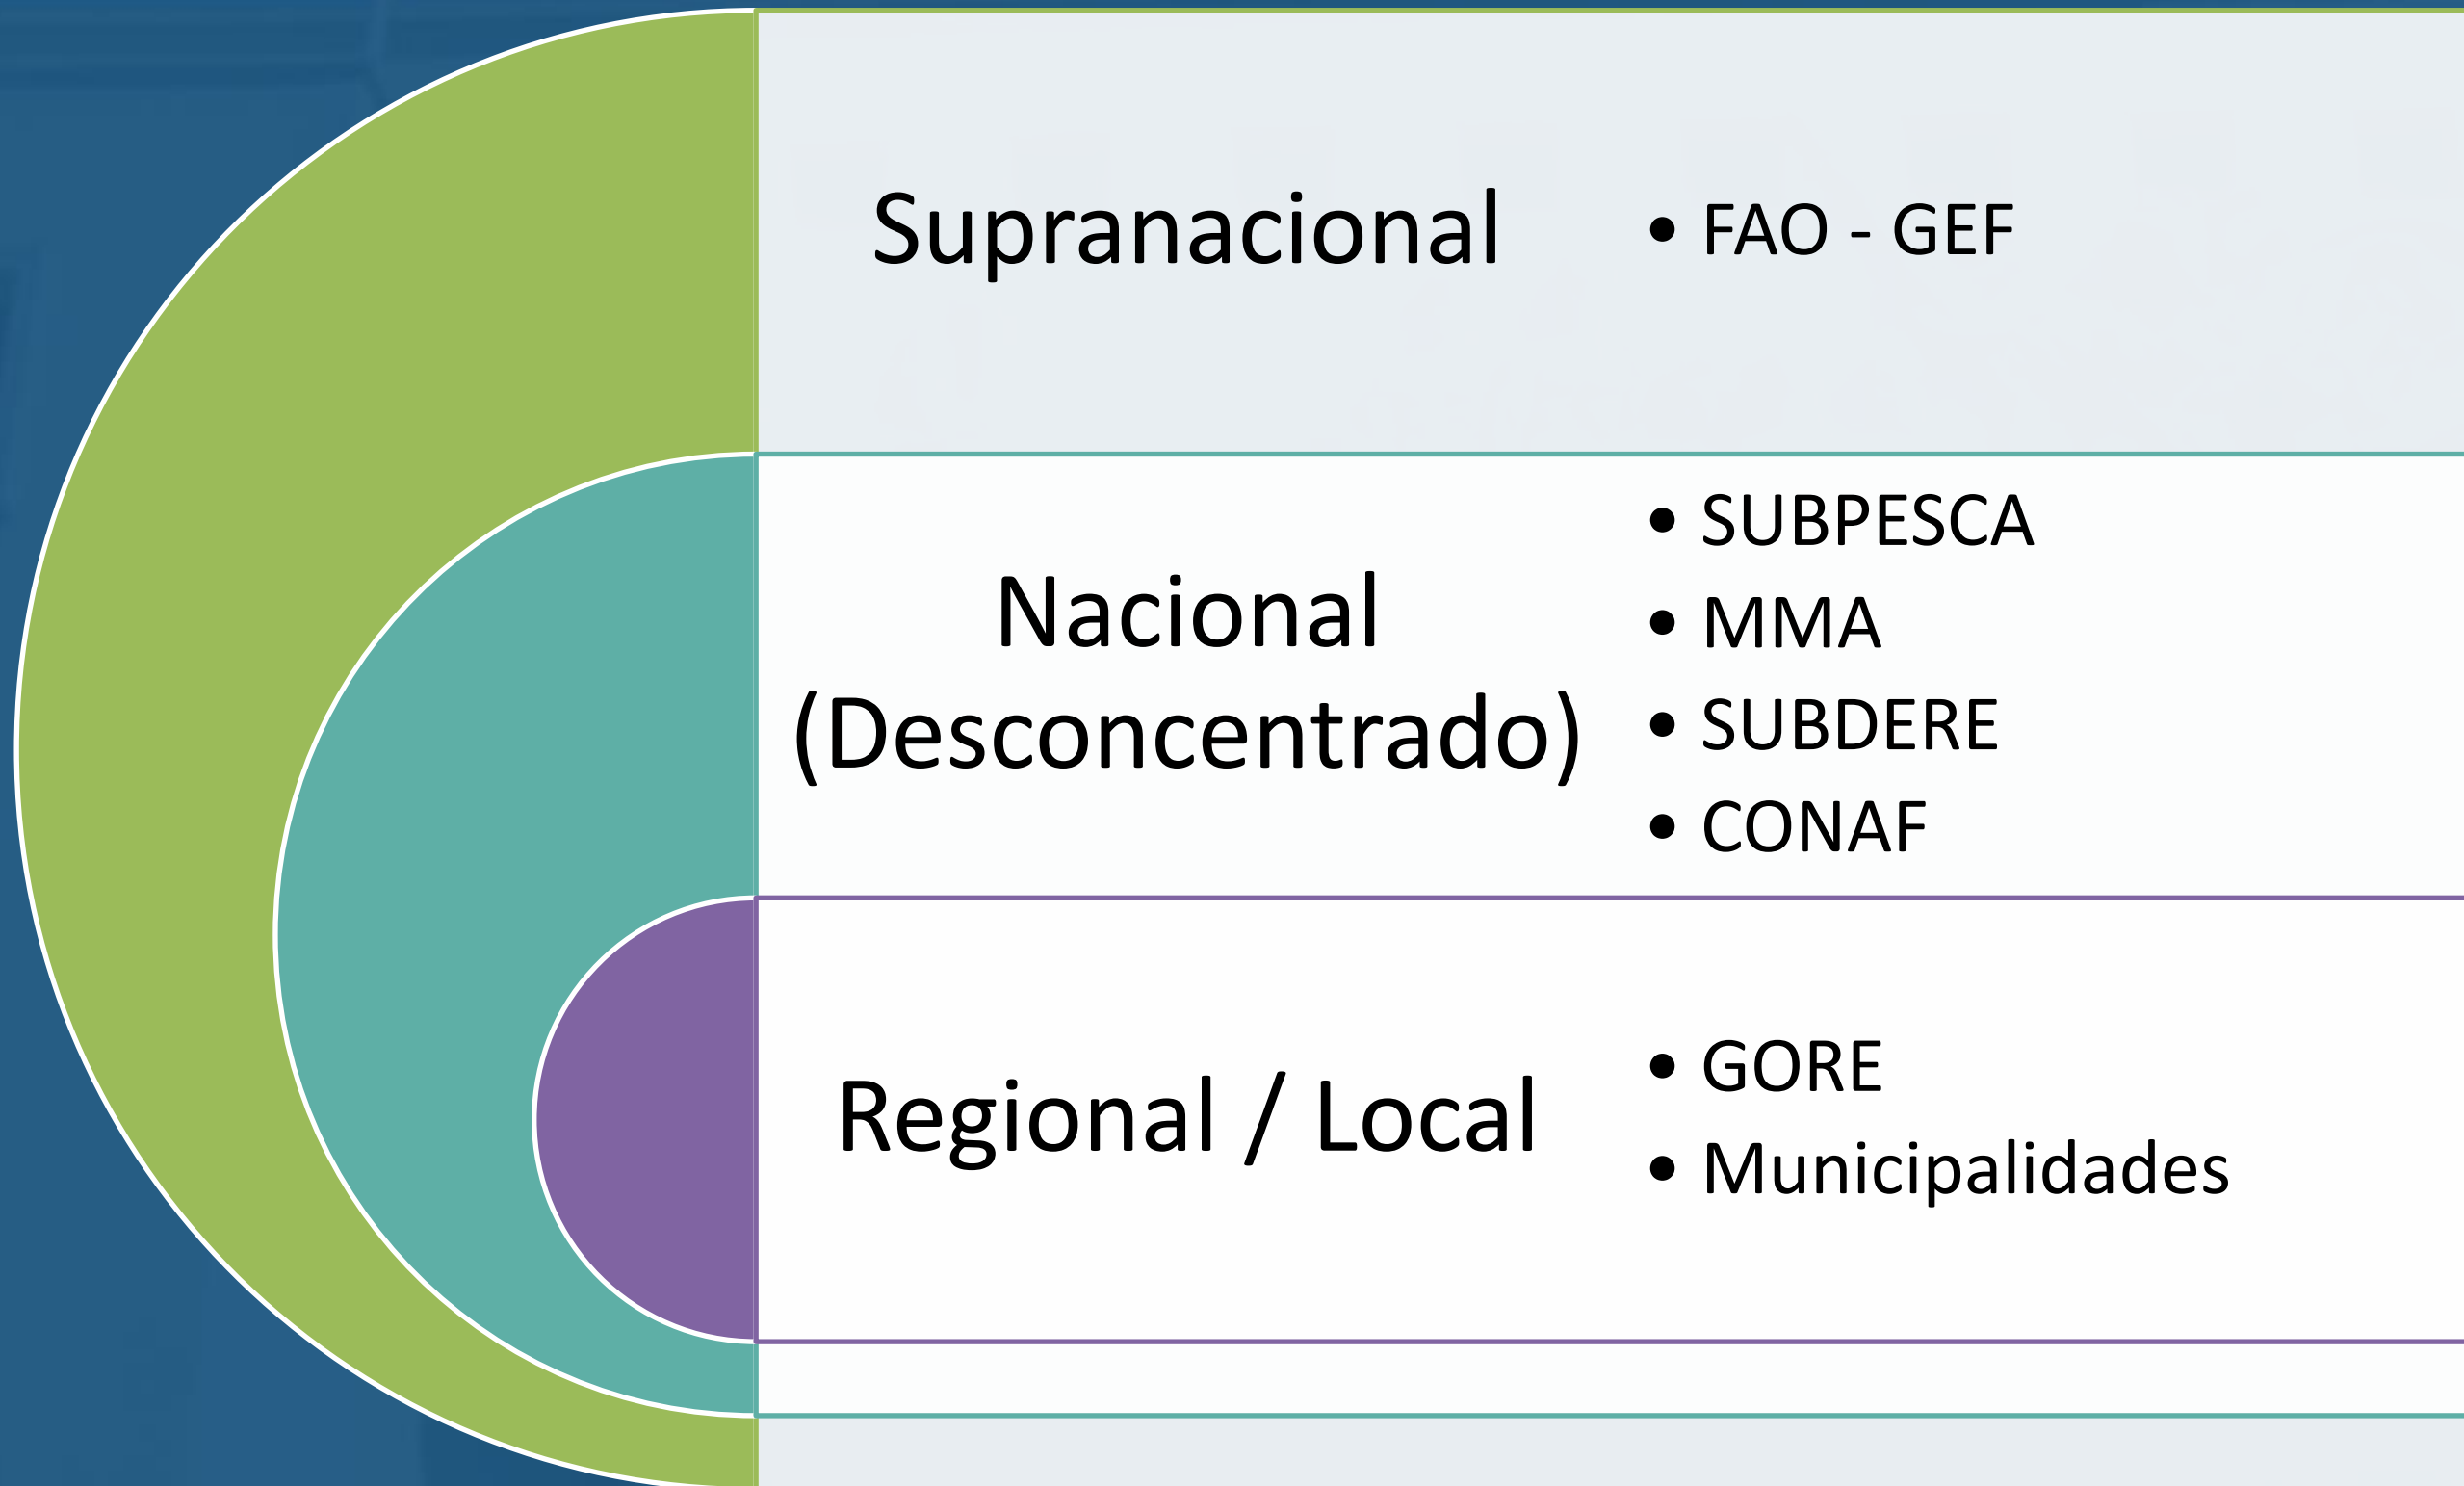 Supranacional
• FAO - GEF
Nacional
(Desconcentrado)
• SUBPESCA
• MMA
• SUBDERE
• CONAF
Regional / Local
• GORE
• Municipalidades